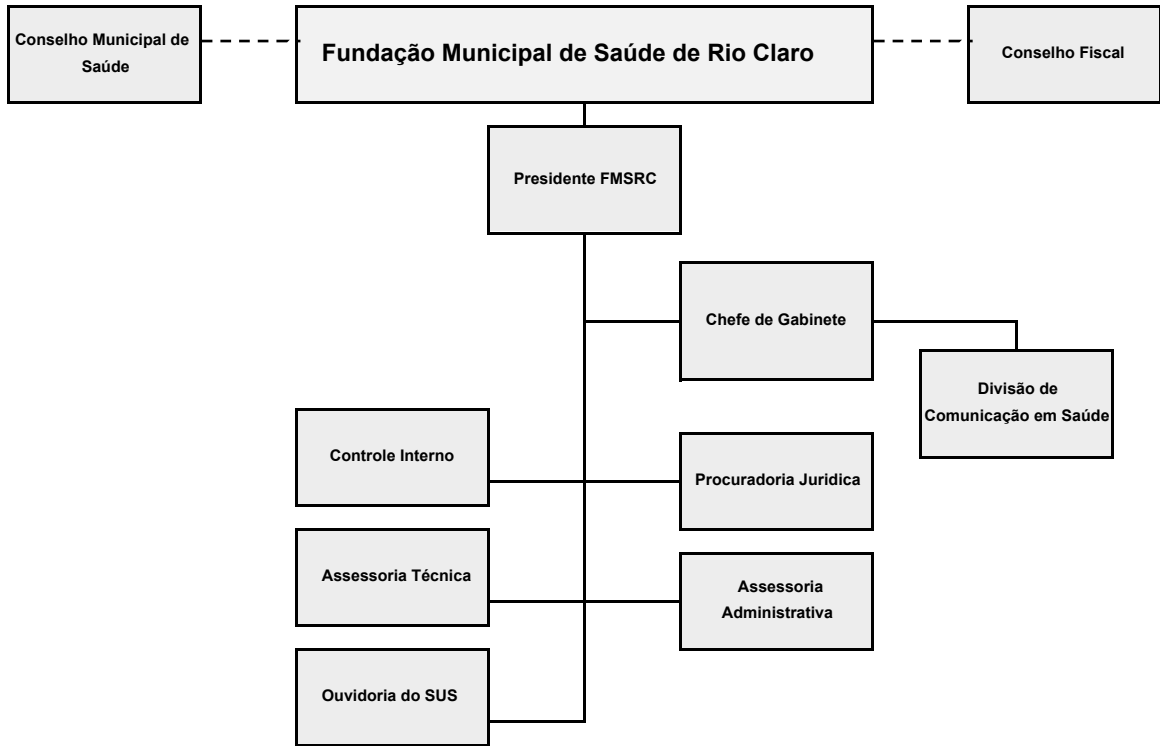 Conselho Municipal de
Saúde
Fundação Municipal de Saúde de Rio Claro
Conselho Fiscal
Presidente FMSRC
Chefe de Gabinete
Divisão de
Comunicação em Saúde
Controle Interno
Procuradoria Juridica
Assessoria Técnica
Assessoria
Administrativa
Ouvidoria do SUS